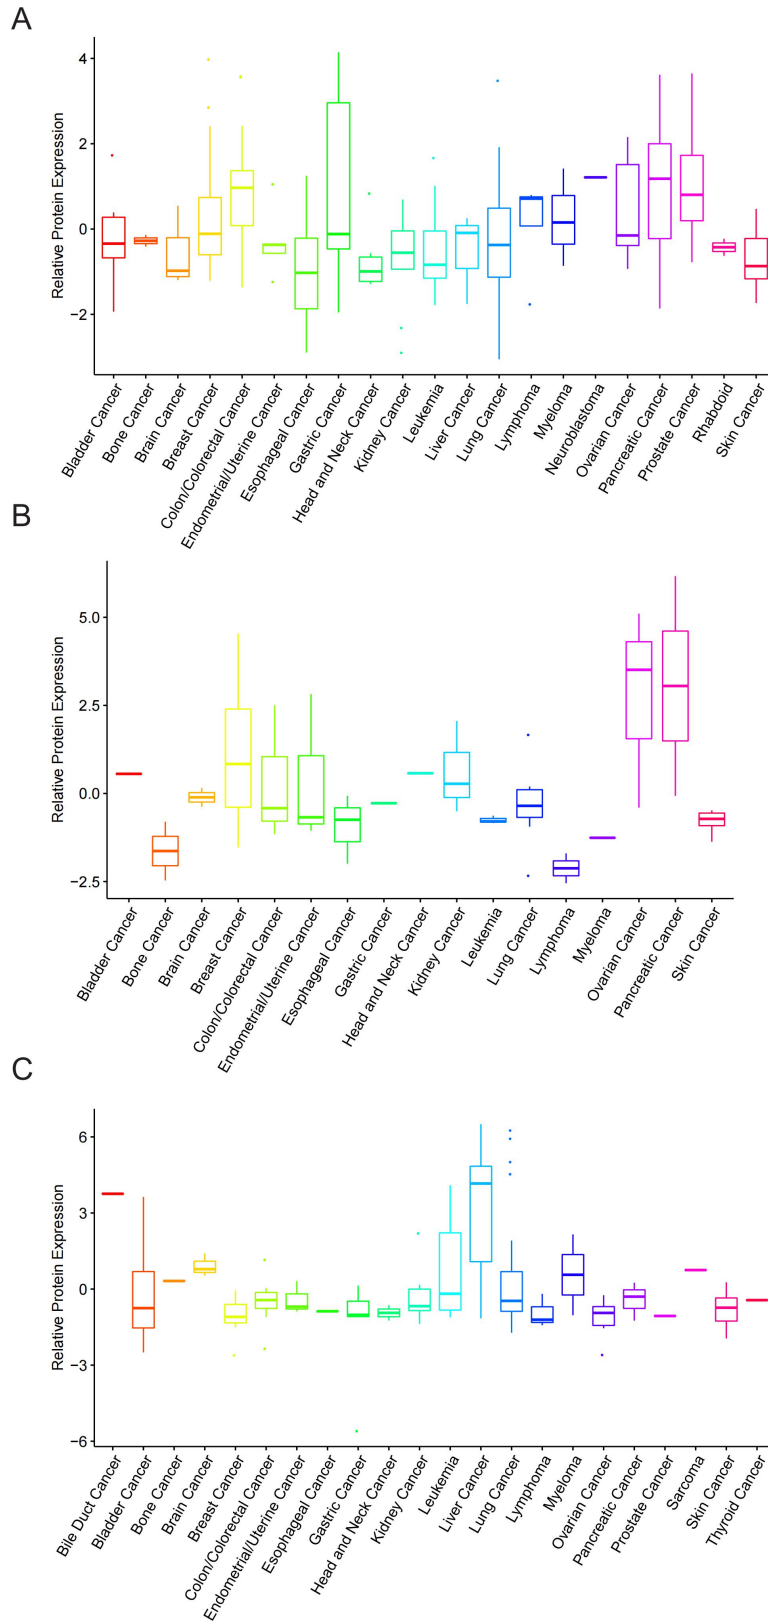 A
Relative Protein Expression
4
2
0
−2
Bladder Cancer
Bone Cancer
Brain Cancer
Breast Cancer
Colon/Colorectal Cancer
Endometrial/Uterine Cancer
Esophageal Cancer
Gastric Cancer
Head and Neck Cancer
Kidney Cancer
Leukemia
Liver Cancer
Lung Cancer
Lymphoma
Myeloma
Neuroblastoma
Ovarian Cancer
Pancreatic Cancer
Prostate Cancer
Rhabdoid
Skin Cancer
B
Relative Protein Expression
5.0
2.5
0.0
−2.5
Bladder Cancer
Bone Cancer
Brain Cancer
Breast Cancer
Colon/Colorectal Cancer
Endometrial/Uterine Cancer
Esophageal Cancer
Gastric Cancer
Head and Neck Cancer
Kidney Cancer
Leukemia
Lung Cancer
Lymphoma
Myeloma
Ovarian Cancer
Pancreatic Cancer
Skin Cancer
C
Relative Protein Expression
6
3
0
−3
−6
Bile Duct Cancer
Bladder Cancer
Bone Cancer
Brain Cancer
Breast Cancer
Colon/Colorectal Cancer
Endometrial/Uterine Cancer
Esophageal Cancer
Gastric Cancer
Head and Neck Cancer
Kidney Cancer
Leukemia
Liver Cancer
Lung Cancer
Lymphoma
Myeloma
Ovarian Cancer
Pancreatic Cancer
Prostate Cancer
Sarcoma
Skin Cancer
Thyroid Cancer